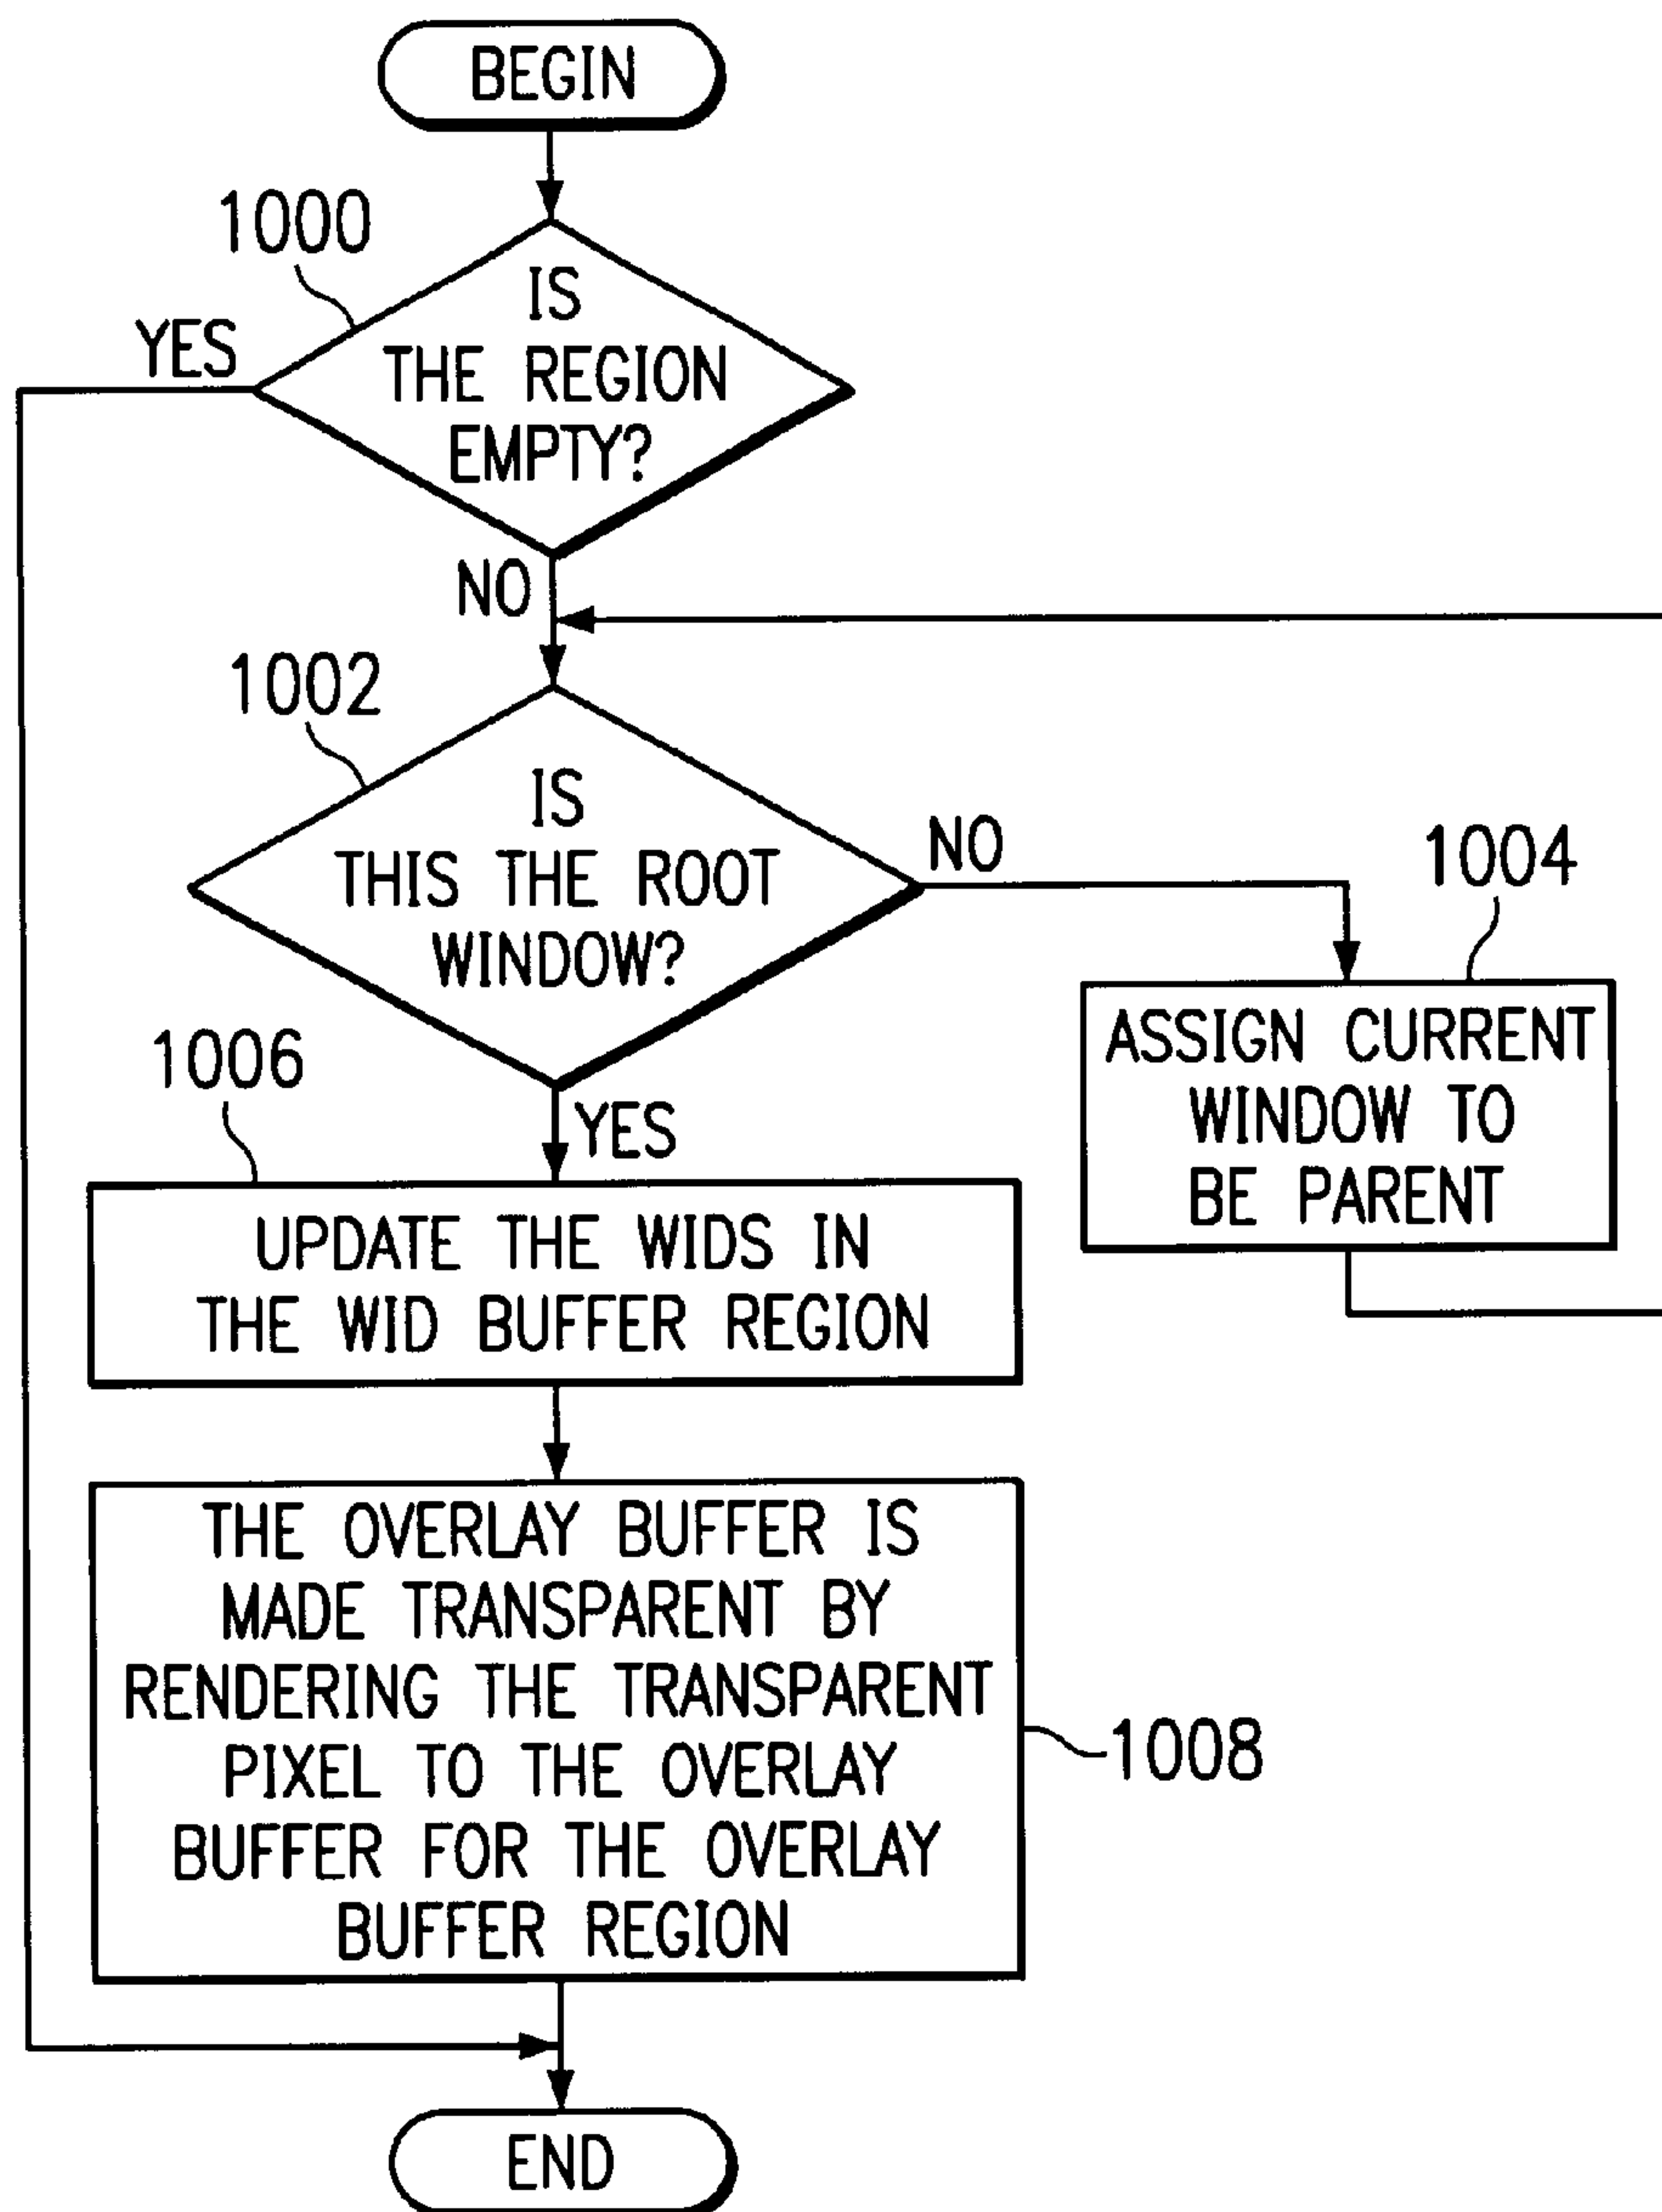 BEGIN
1000
IS
THE REGION
EMPTY?
YES
NO
1002
IS
THIS THE ROOT
WINDOW?
NO
1004
ASSIGN CURRENT
WINDOW TO
BE PARENT
YES
1006
UPDATE THE WIDS IN
THE WID BUFFER REGION
THE OVERLAY BUFFER IS
MADE TRANSPARENT BY
RENDERING THE TRANSPARENT
PIXEL TO THE OVERLAY
BUFFER FOR THE OVERLAY
BUFFER REGION
1008
END